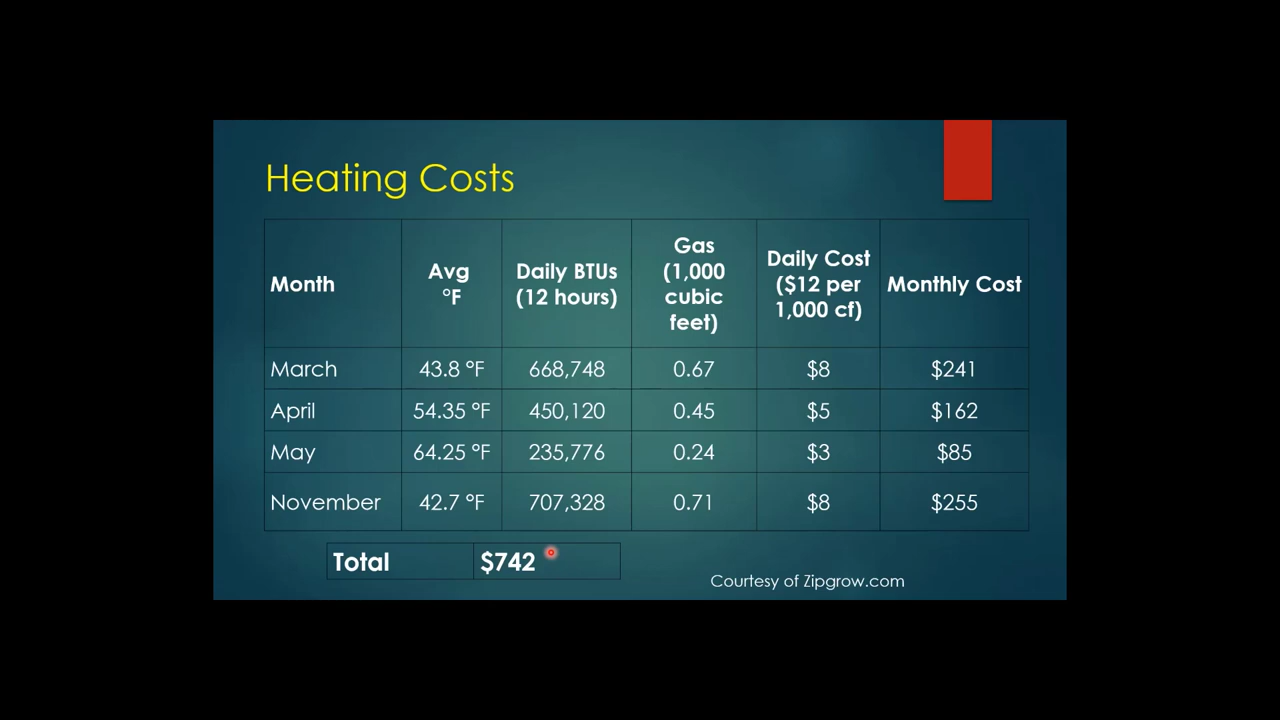 Heating Costs
Month
Avg
°F
Daily BTUs
(12 hours)
Gas
(1,000
cubic
feet)
Daily Cost
($12 per
1,000 cf)
Monthly Cost
March 43.8 °F 668,748 0.67 $8 $241
April 54.35 °F 450,120 0.45 $5 $162
May 64.25 °F 235,776 0.24 $3 $85
November 42.7 °F 707,328 0.71 $8 $255
Total $742
Courtesy of Zipgrow.com